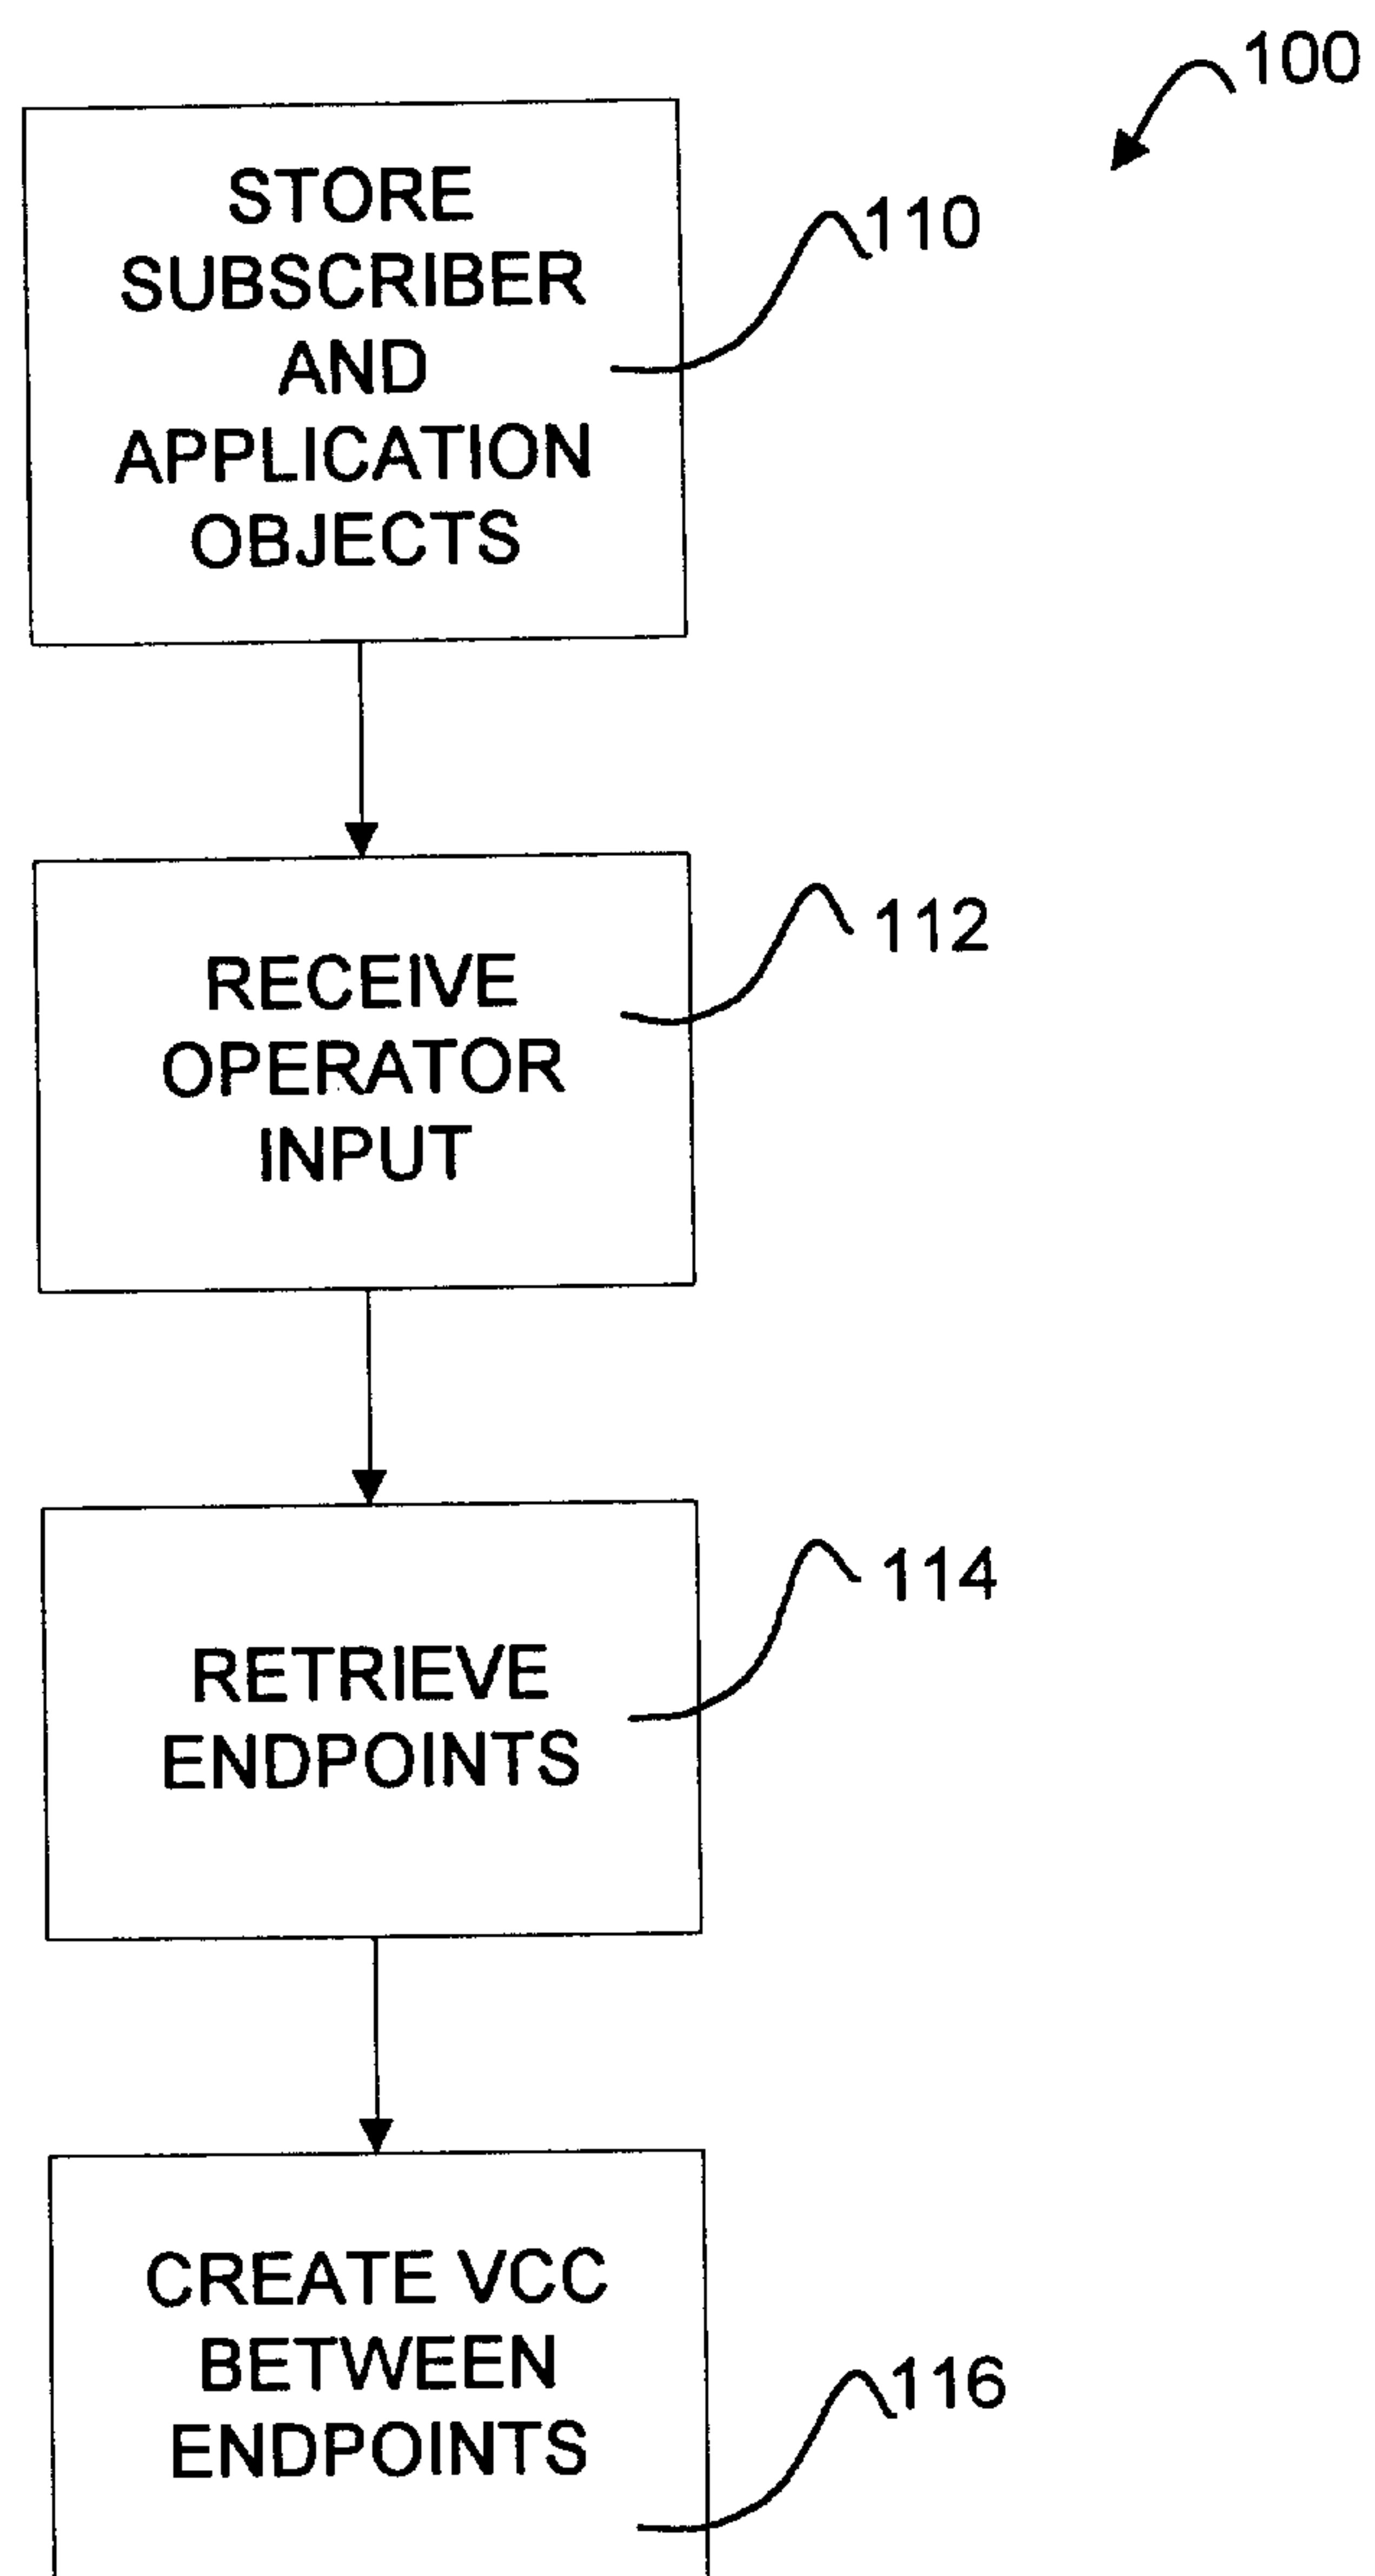 100
STORE
SUBSCRIBER
AND
APPLICATION
OBJECTS
110
RECEIVE
OPERATOR
INPUT
112
RETRIEVE
ENDPOINTS
114
CREATE VCC
BETWEEN
ENDPOINTS
116